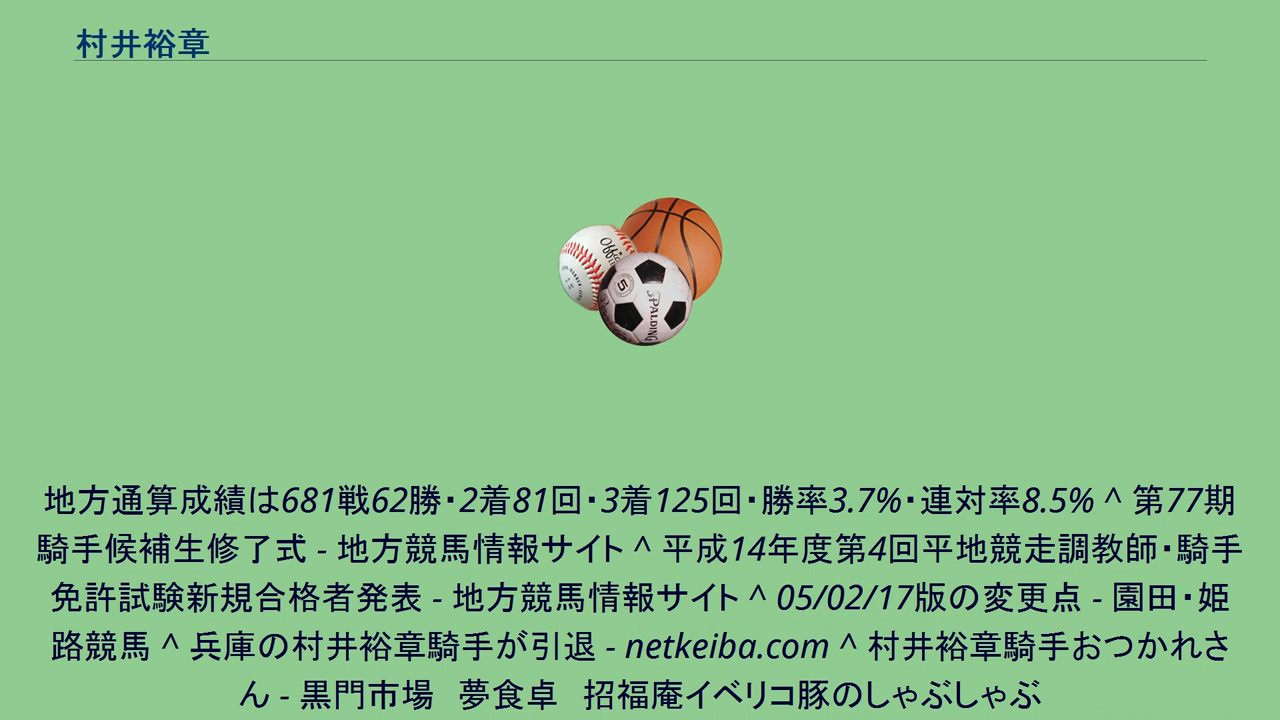 村井裕章
Offi
5
SPALDING
地方通算成績は681戦62勝・2着81回・3着125回・勝率3.7%・連対率8.5% ^ 第77期
騎手候補生修了式 - 地方競馬情報サイト ^ 平成14年度第4回平地競走調教師・騎手
免許試験新規合格者発表 - 地方競馬情報サイト ^ 05/02/17版の変更点 - 園田・姫
路競馬 ^ 兵庫の村井裕章騎手が引退 - netkeiba.com ^ 村井裕章騎手おつかれさ
ん - 黒門市場　夢食卓　招福庵イベリコ豚のしゃぶしゃぶ